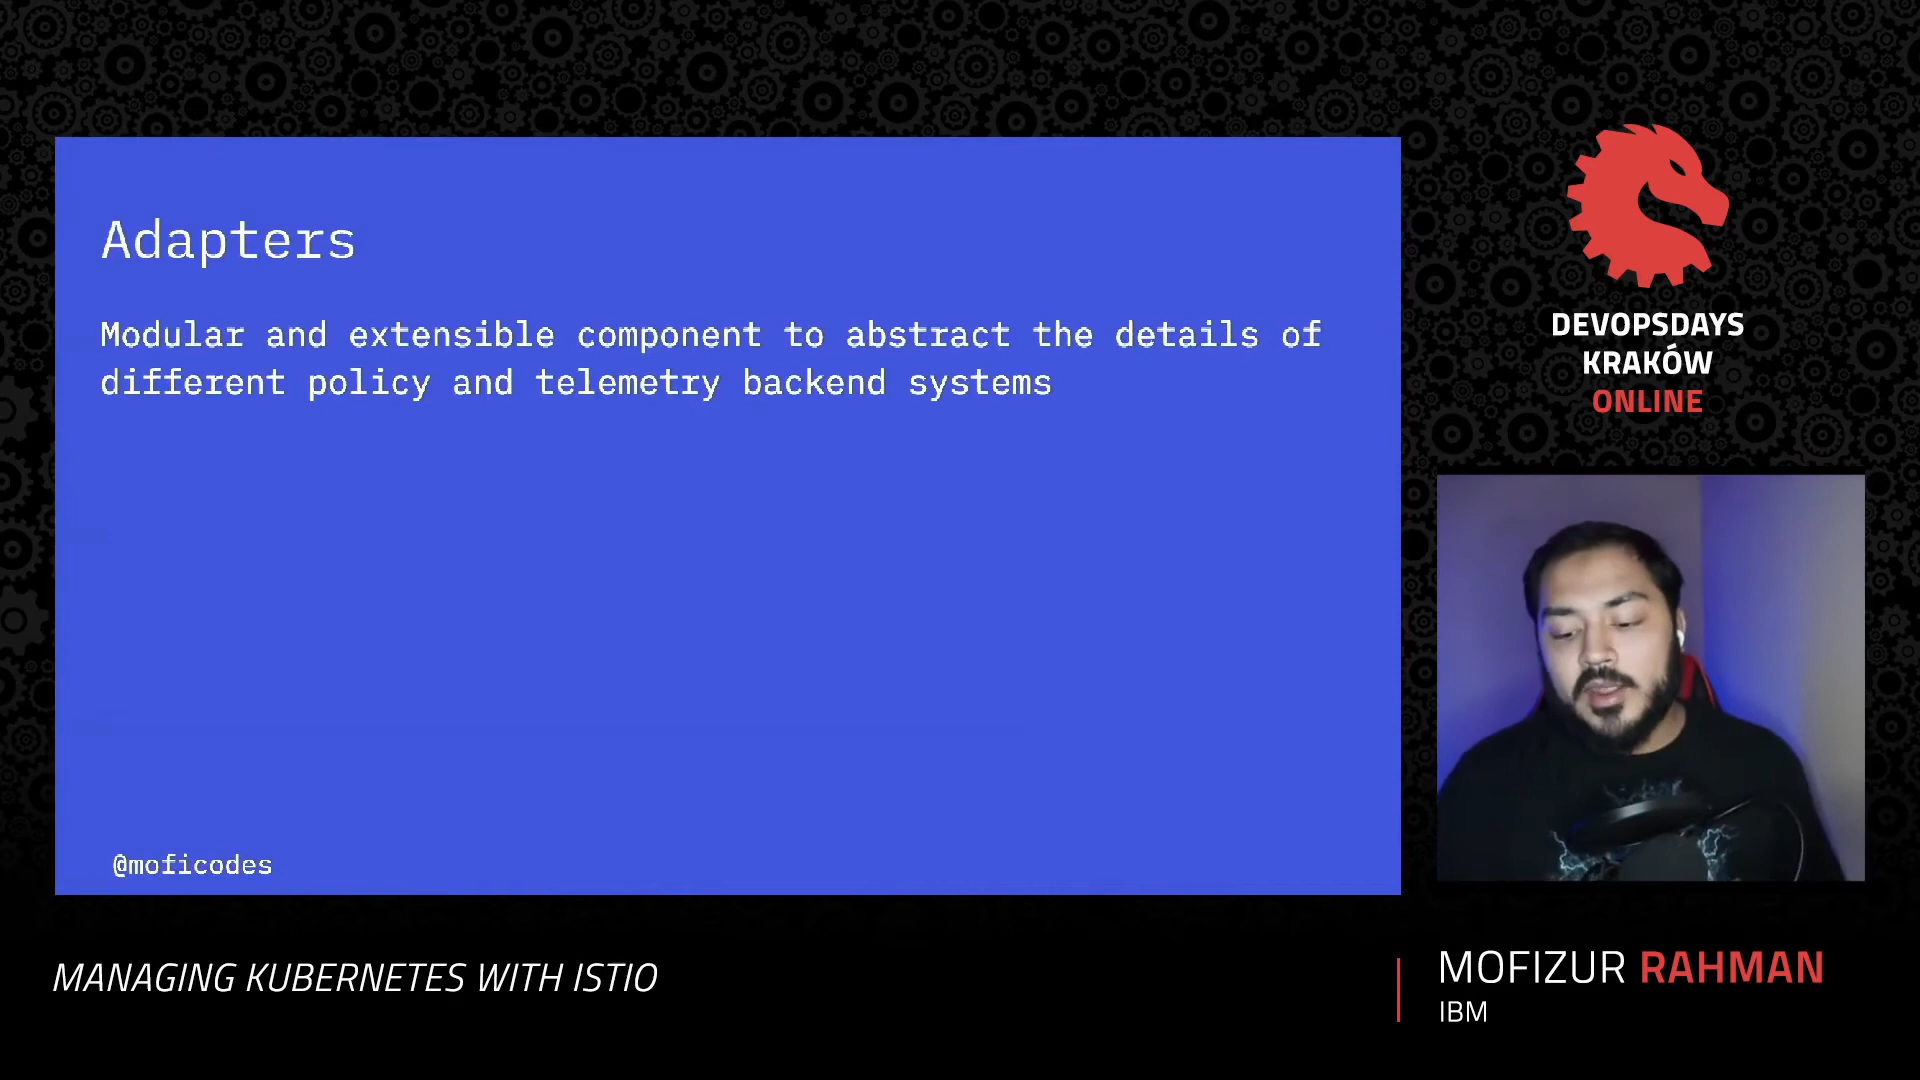 Adapters
Modular and extensible component to abstract the details of
different policy and telemetry backend systems
@moficodes
DEVOPSDAYS
KRAKÓW
ONLINE
MANAGING KUBERNETES WITH ISTIO
MOFIZUR RAHMAN
IBM